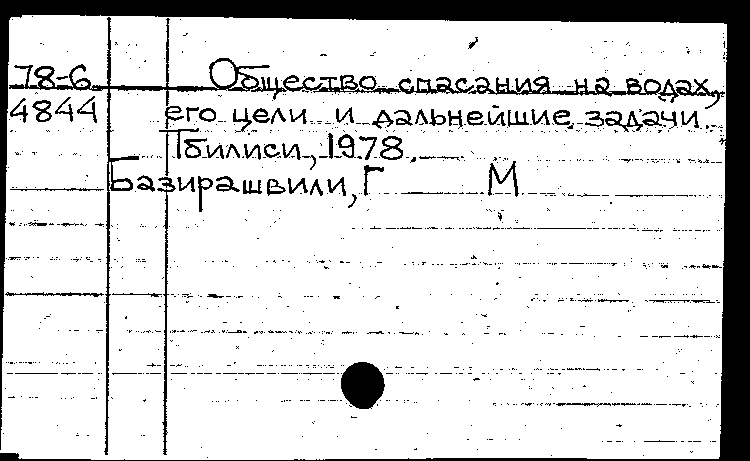 78-6 Общество спасания на водах,
4844 его цели и дальнейшие задачи.
Тбилиси, 1978.
Базирашвили, Г М